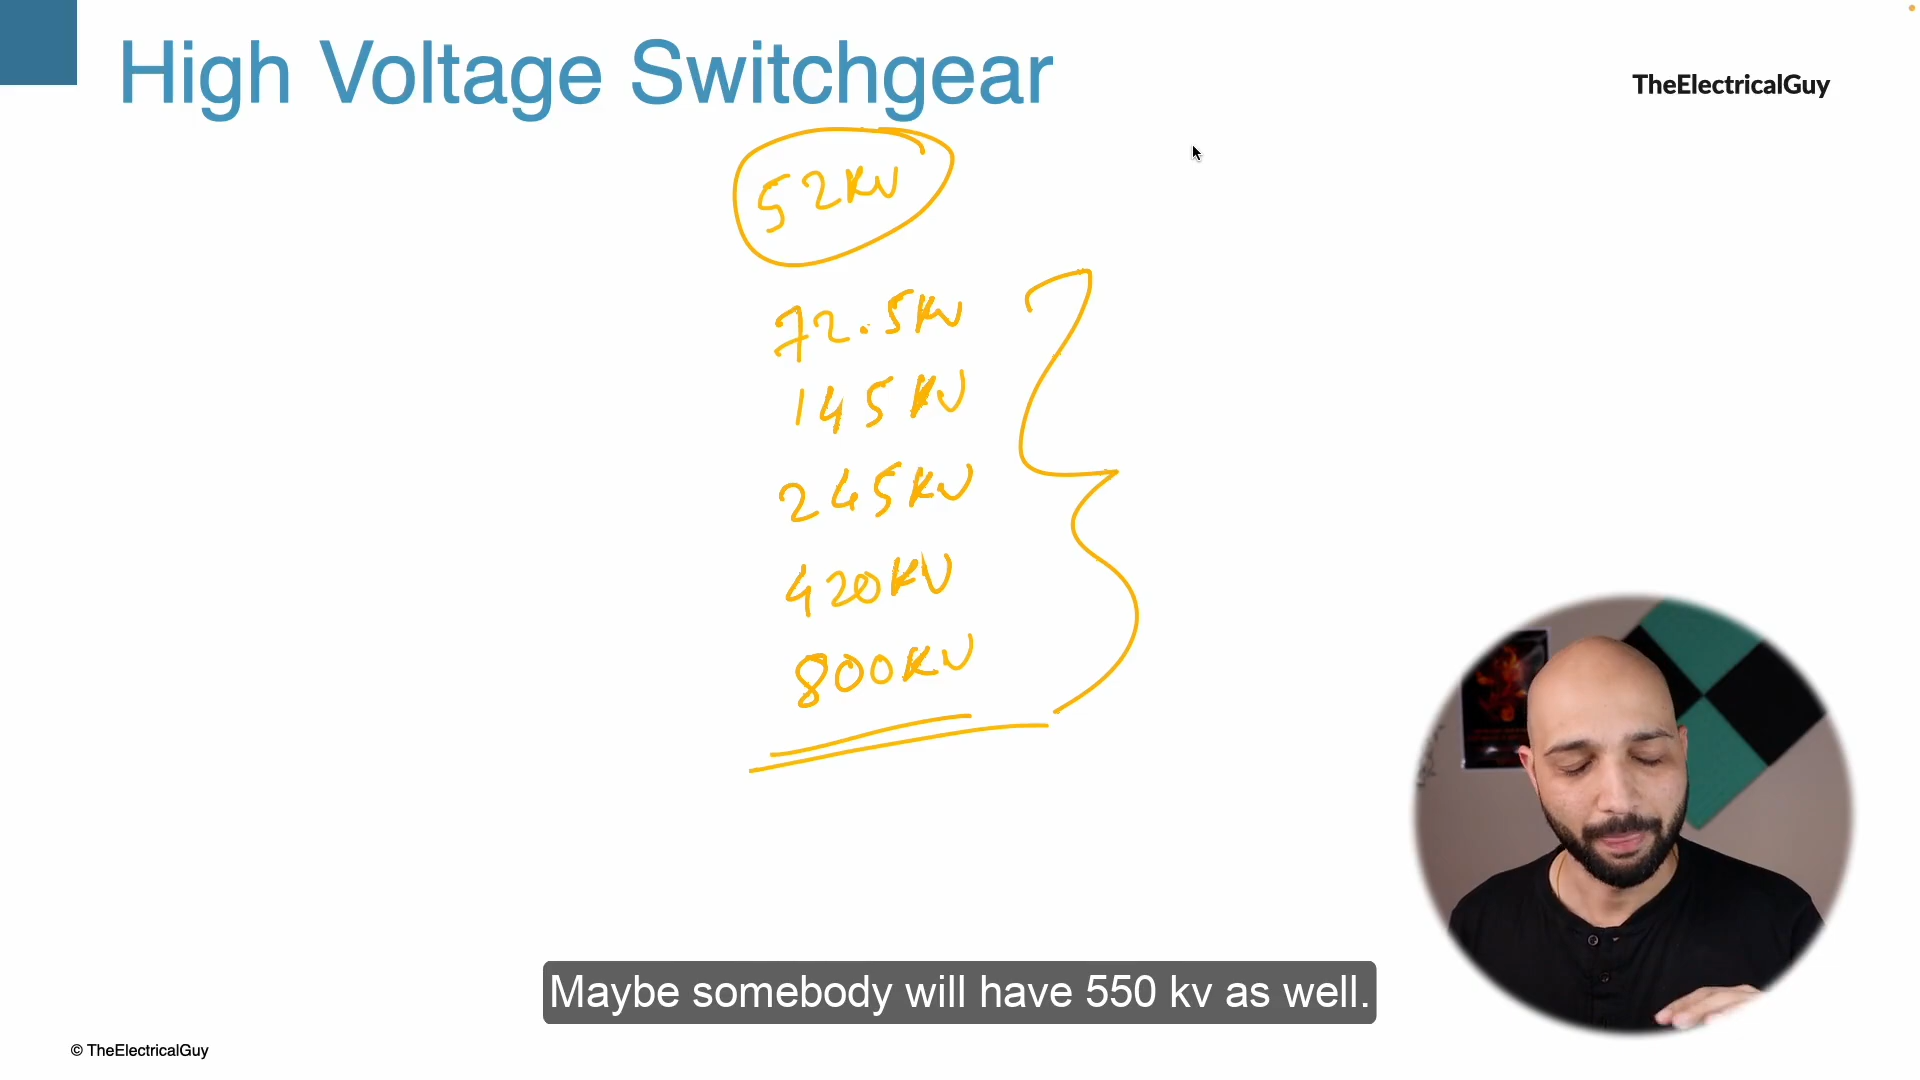 High Voltage Switchgear
TheElectricalGuy
52KV
72.5KV
145KV
245KV
420KV
800KV
Maybe somebody will have 550 kv as well.
© TheElectricalGuy